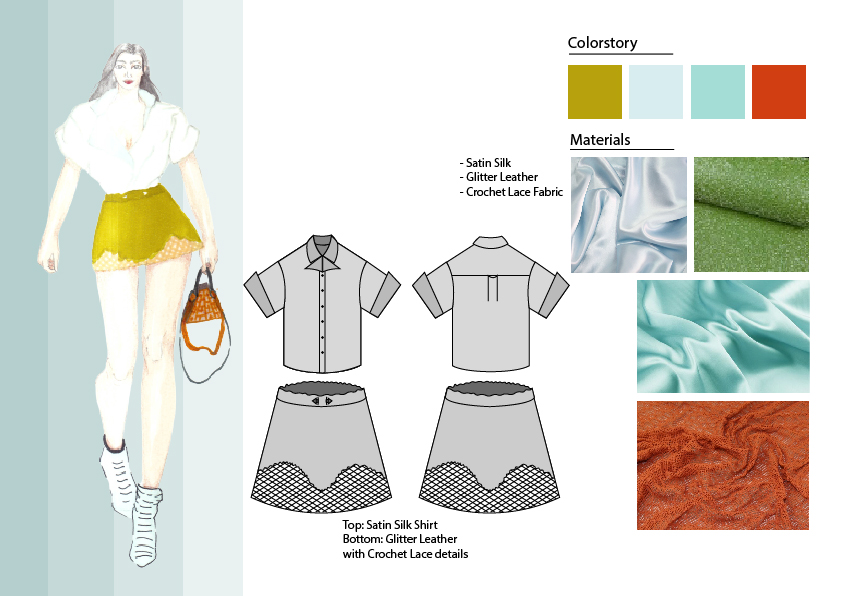 Colorstory
Materials
- Satin Silk
- Glitter Leather
- Crochet Lace Fabric
Top: Satin Silk Shirt
Bottom: Glitter Leather
with Crochet Lace details